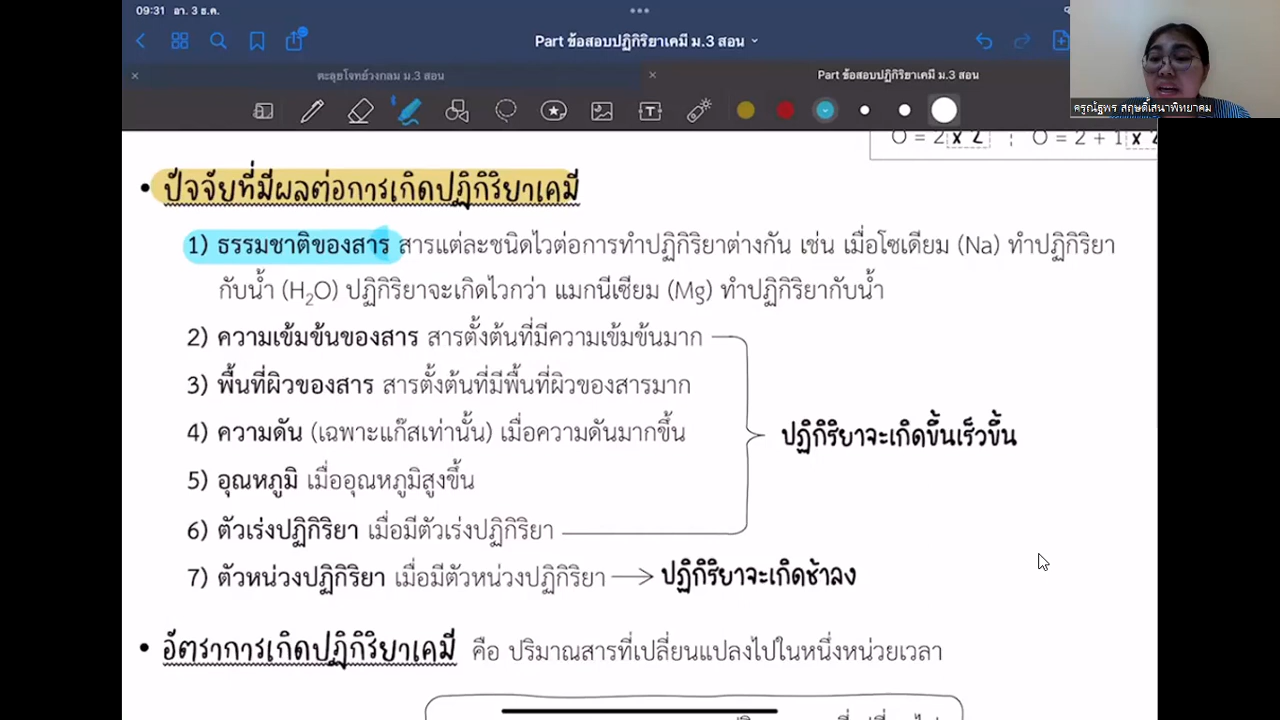 09:31 อา. 3 ธ.ค.
Part ข้อสอบปฏิกิริยาเคมี ม.3 สอน
ตะลุยโจทย์วงกลม ม.3 สอน
Part ข้อสอบปฏิกิริยาเคมี ม.3 สอน
ครูณัฐพร สฤษดิ์เสนาพิทยาคม
O = 2 x 2 ¦ O = 2 + 1 x 2
• ปัจจัยที่มีผลต่อการเกิดปฏิกิริยาเคมี
1) ธรรมชาติของสาร สารแต่ละชนิดไวต่อการทำปฏิกิริยาต่างกัน เช่น เมื่อโซเดียม (Na) ทำปฏิกิริยา
กับน้ำ (H₂O) ปฏิกิริยาจะเกิดไวกว่า แมกนีเซียม (Mg) ทำปฏิกิริยากับน้ำ
2) ความเข้มข้นของสาร สารตั้งต้นที่มีความเข้มข้นมาก
3) พื้นที่ผิวของสาร สารตั้งต้นที่มีพื้นที่ผิวของสารมาก
4) ความดัน (เฉพาะแก๊สเท่านั้น) เมื่อความดันมากขึ้น
ปฏิกิริยาจะเกิดขึ้นเร็วขึ้น
5) อุณหภูมิ เมื่ออุณหภูมิสูงขึ้น
6) ตัวเร่งปฏิกิริยา เมื่อมีตัวเร่งปฏิกิริยา
7) ตัวหน่วงปฏิกิริยา เมื่อมีตัวหน่วงปฏิกิริยา → ปฏิกิริยาจะเกิดช้าลง
• อัตราการเกิดปฏิกิริยาเคมี คือ ปริมาณสารที่เปลี่ยนแปลงไปในหนึ่งหน่วยเวลา